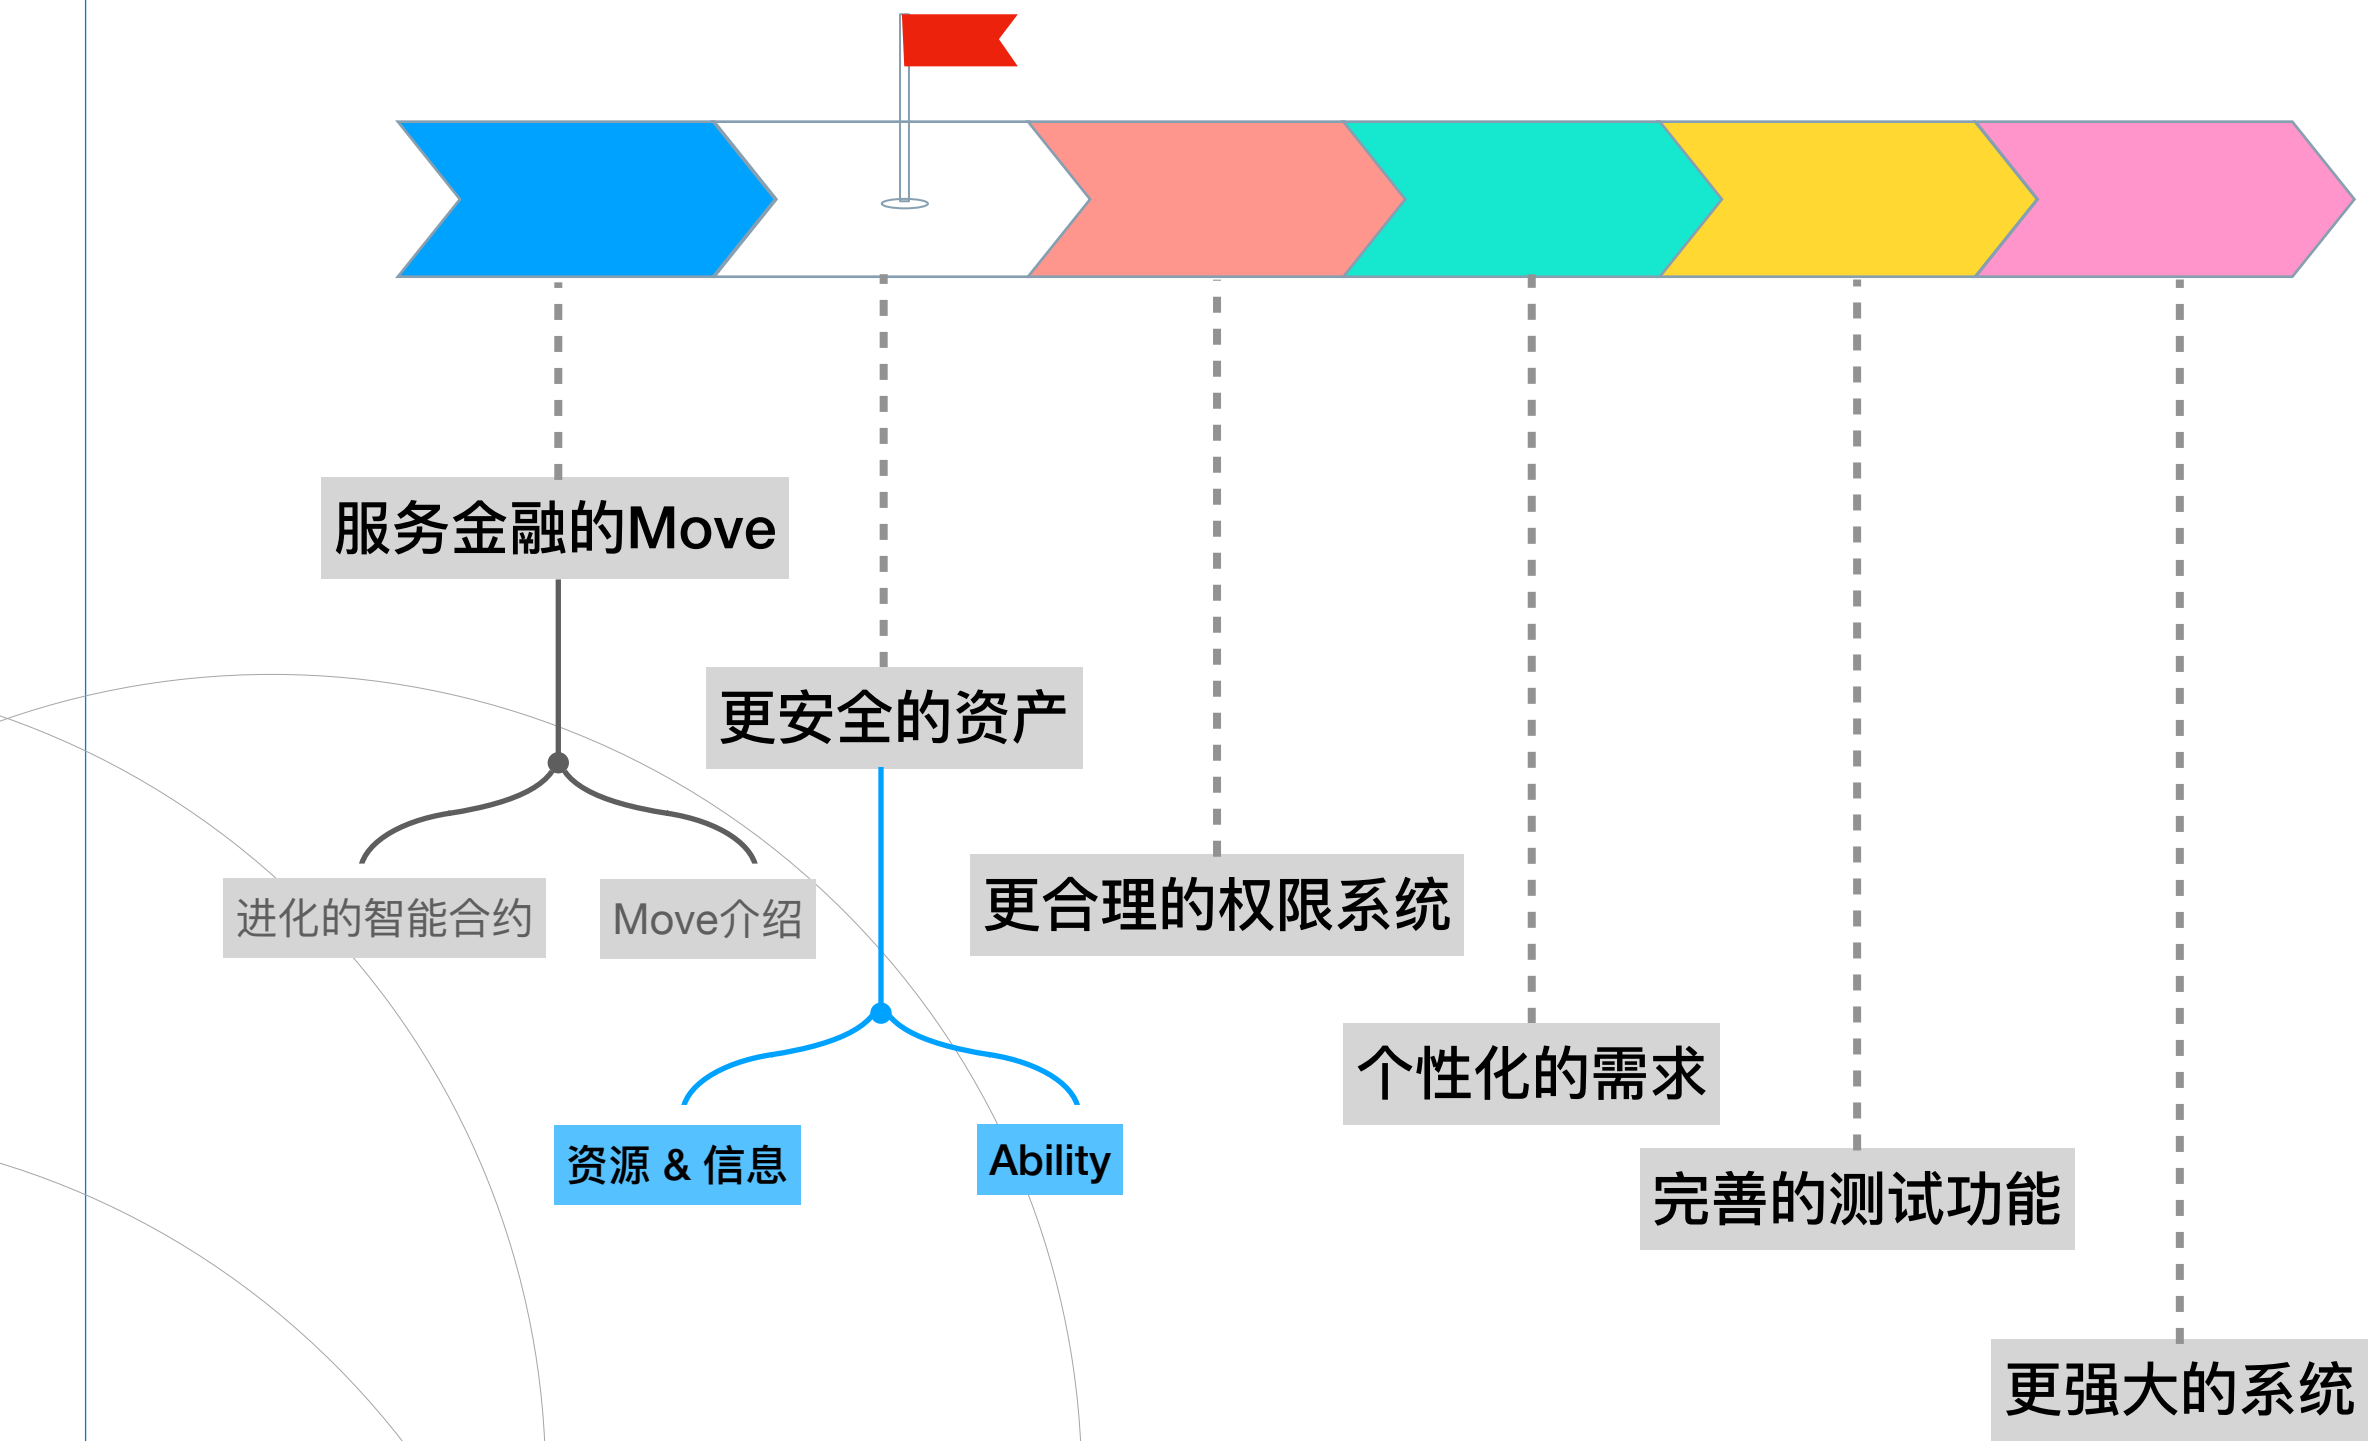 服务金融的Move
更安全的资产
更合理的权限系统
进化的智能合约
Move介绍
个性化的需求
资源 & 信息
Ability
完善的测试功能
更强大的系统